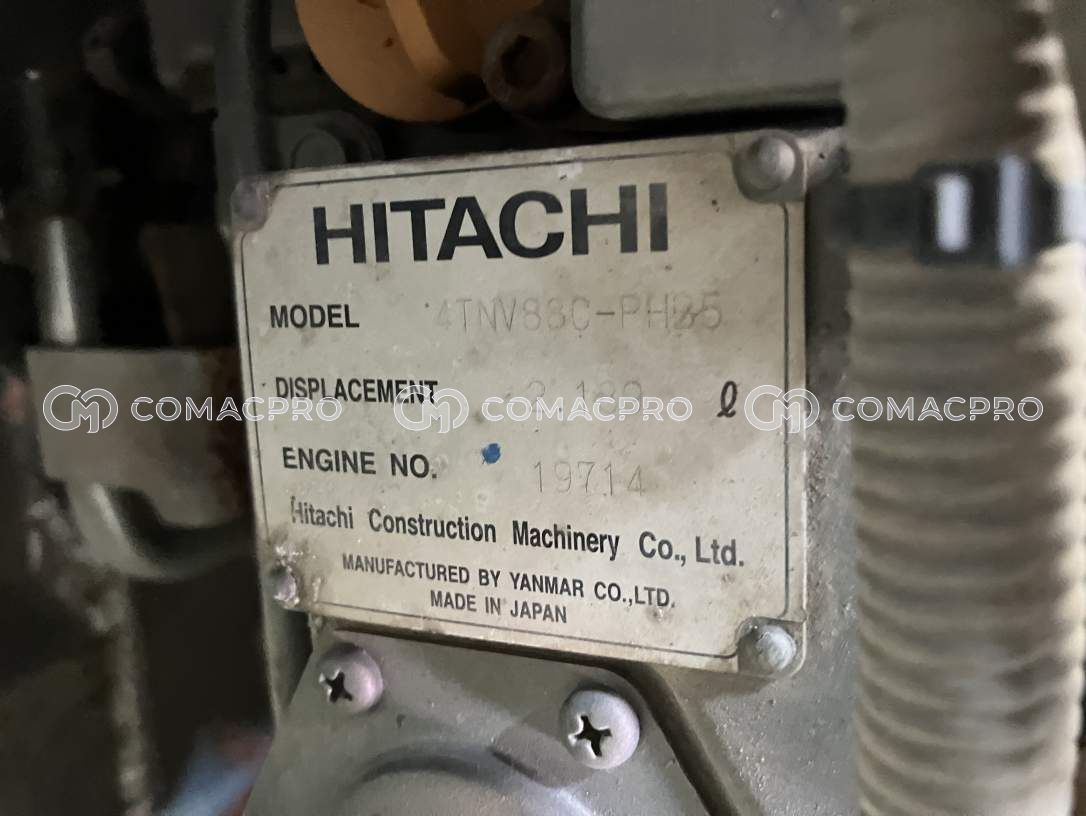 HITACHI
MODEL 4TNV88C-PHB5
DISPLACEMENT ℓ
ENGINE NO. 19714
Hitachi Construction Machinery Co., Ltd.
MANUFACTURED BY YANMAR CO.,LTD.
MADE IN JAPAN
COMACPRO COMACPRO COMACPRO